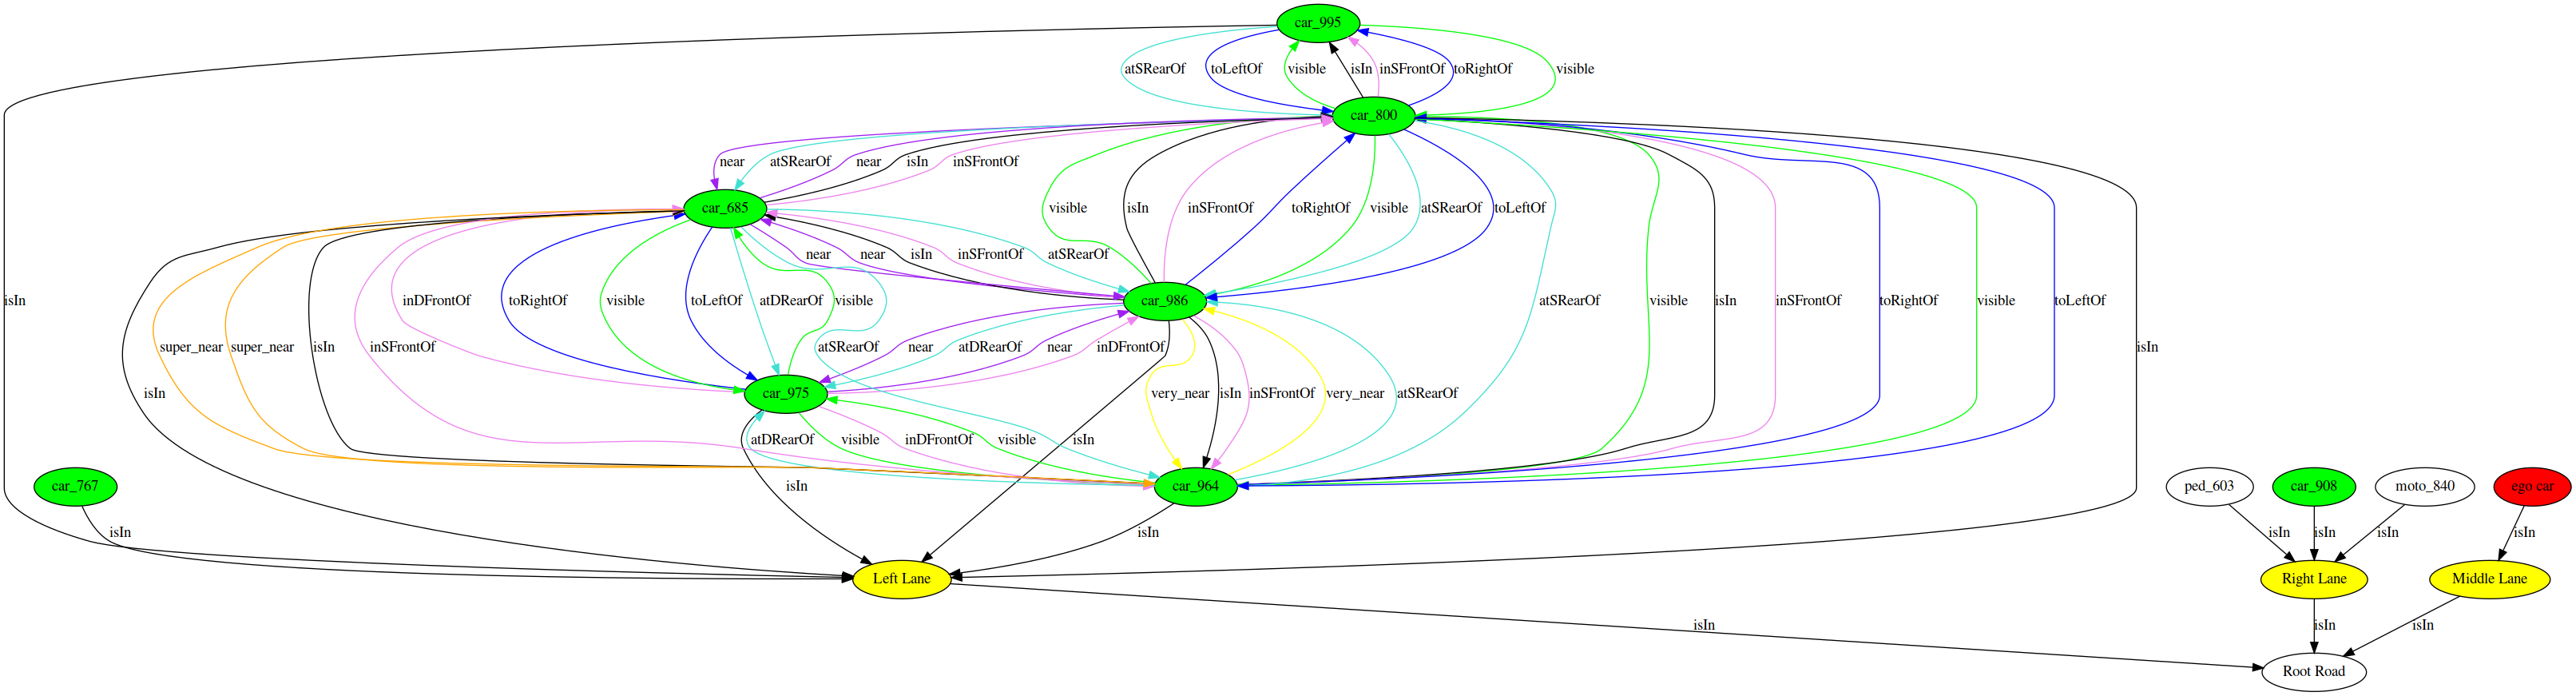 car_995
atSRearOf toLeftOf visible isIn inSFrontOf toRightOf visible
car_800
near atSRearOf near isIn inSFrontOf
car_685 visible isIn inSFrontOf toRightOf visible atSRearOf toLeftOf
near near isIn inSFrontOf atSRearOf
isIn inDFrontOf toRightOf visible toLeftOf atDRearOf visible car_986 atSRearOf visible isIn inSFrontOf toRightOf visible toLeftOf
super_near super_near isIn inSFrontOf atSRearOf near atDRearOf near inDFrontOf isIn
isIn car_975 very_near isIn inSFrontOf very_near atSRearOf
atDRearOf visible inDFrontOf visible isIn
car_767 isIn car_964 ped_603 car_908 moto_840 ego car
isIn isIn isIn isIn isIn isIn
Left Lane Right Lane Middle Lane
isIn isIn isIn
Root Road